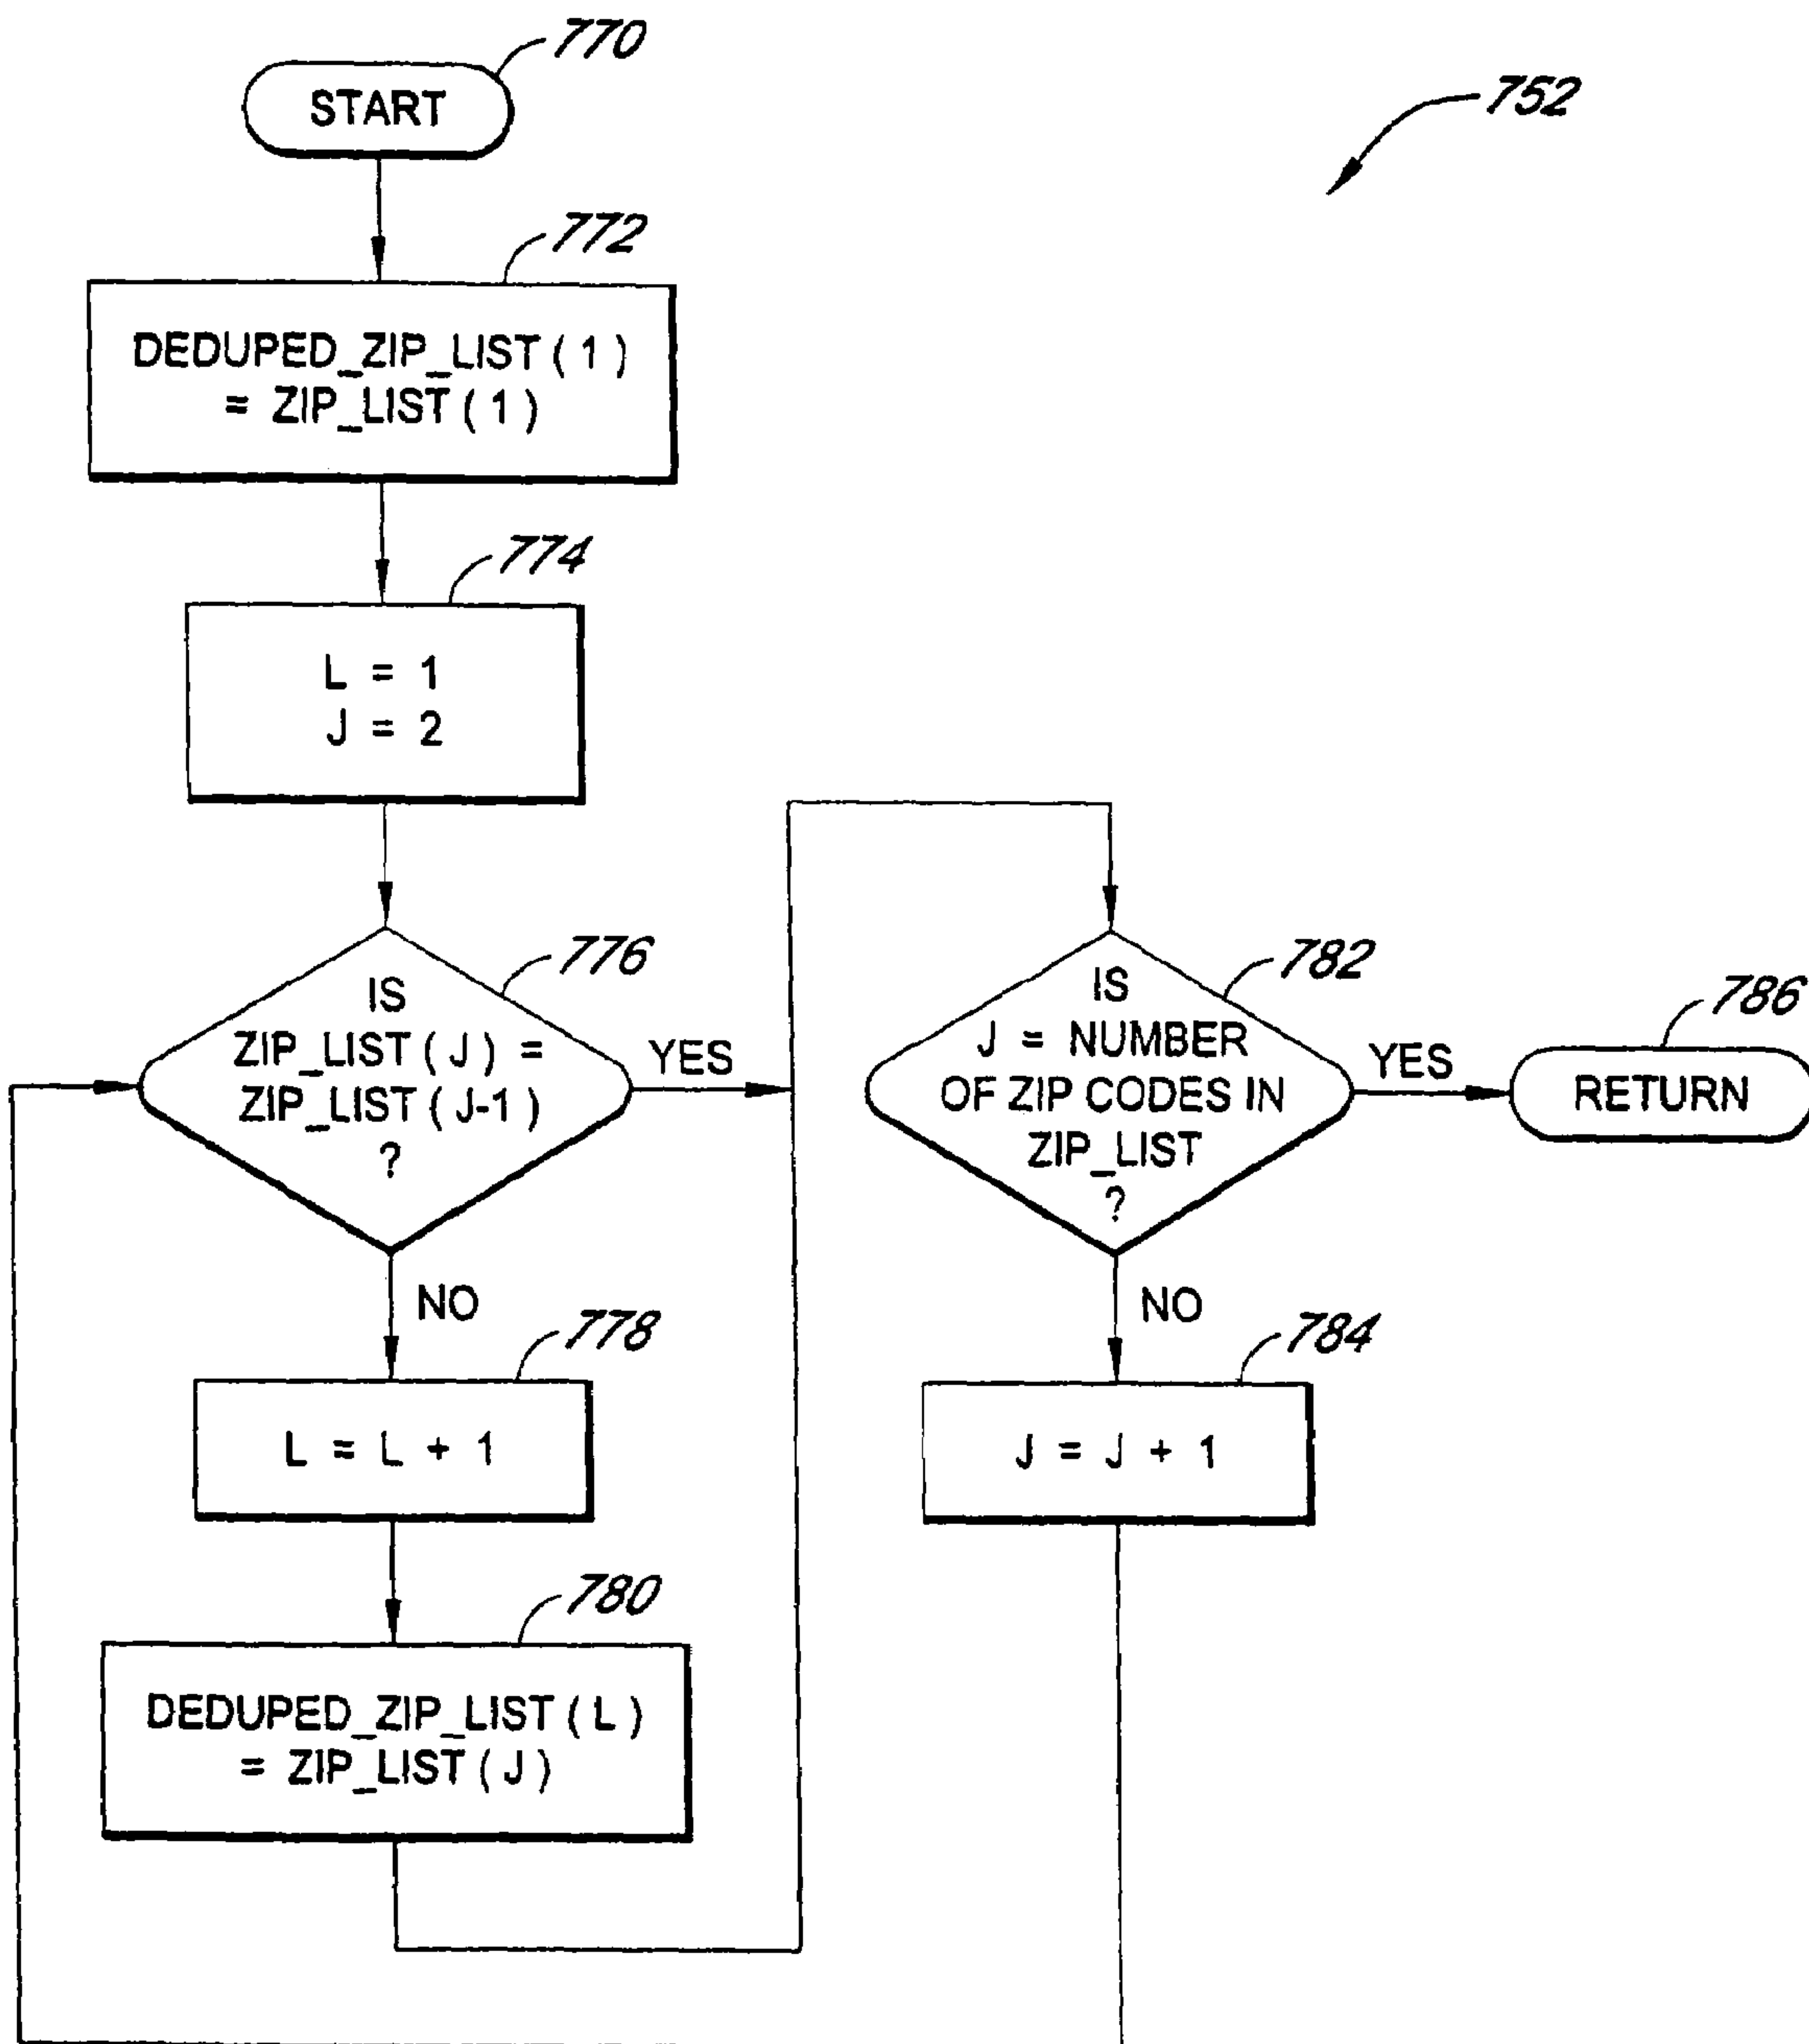 770
START
752
772
DEDUPED_ZIP_LIST ( 1 )
= ZIP_LIST ( 1 )
774
L = 1
J = 2
776
IS
ZIP_LIST ( J ) =
ZIP_LIST ( J-1 )
?
YES
NO
782
IS
J = NUMBER
OF ZIP CODES IN
ZIP_LIST
?
YES
NO
786
RETURN
778
L = L + 1
784
J = J + 1
780
DEDUPED_ZIP_LIST ( L )
= ZIP_LIST ( J )